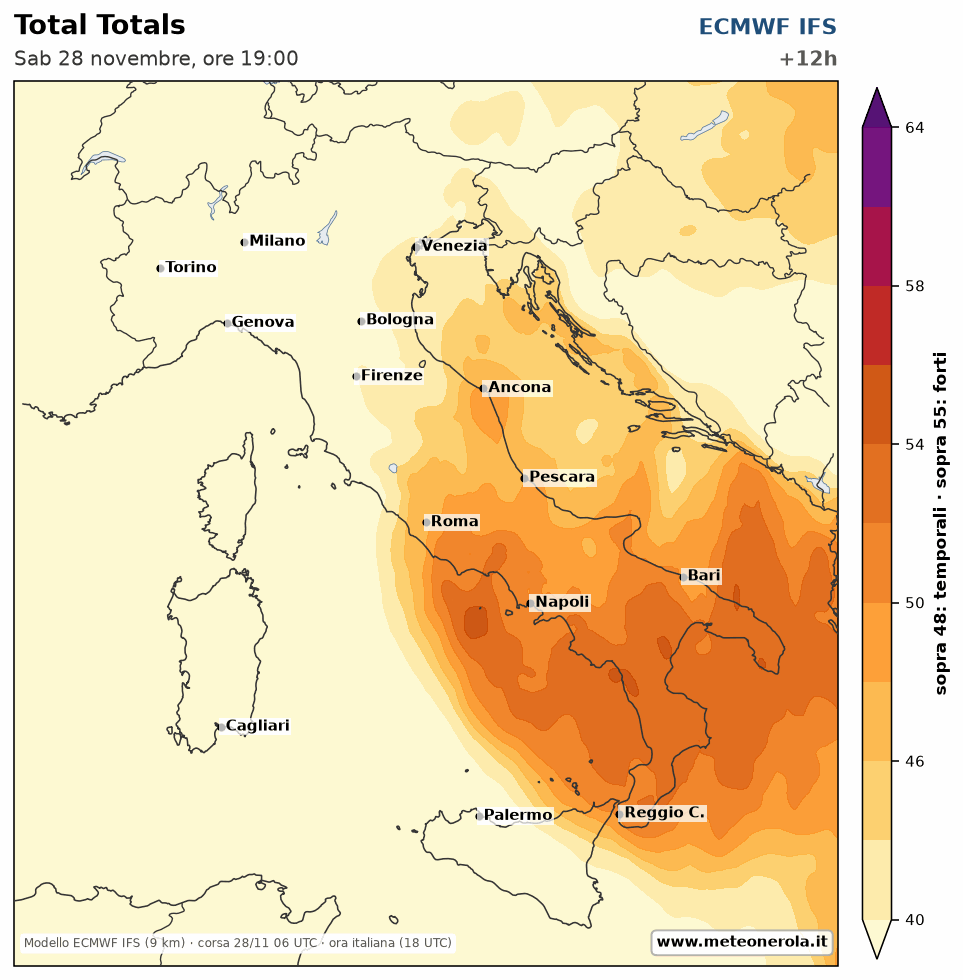 Total Totals
ECMWF IFS
Sab 28 novembre, ore 19:00
+12h
64
58
54
50
46
40
sopra 48: temporali · sopra 55: forti
Milano
Venezia
Torino
Genova
Bologna
Firenze
Ancona
Pescara
Roma
Bari
Napoli
Cagliari
Palermo
Reggio C.
Modello ECMWF IFS (9 km) · corsa 28/11 06 UTC · ora italiana (18 UTC)
www.meteonerola.it